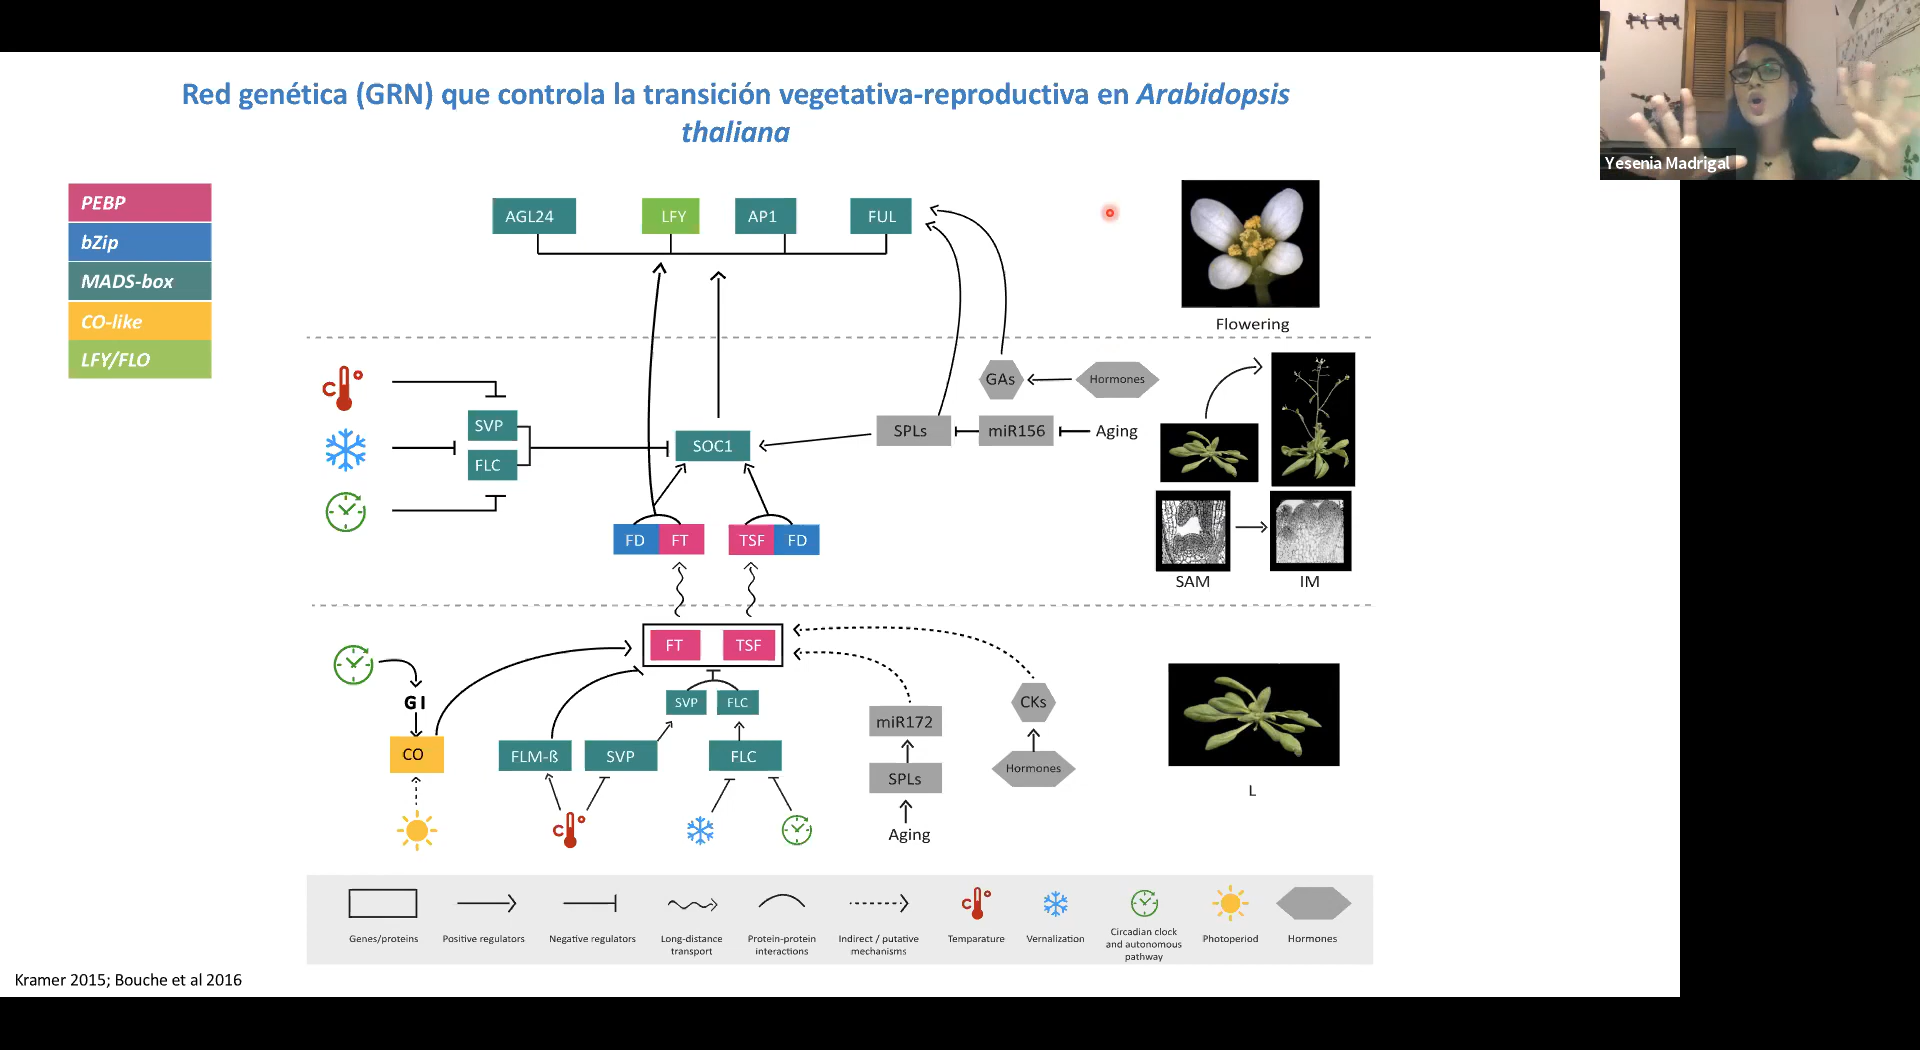 Red genética (GRN) que controla la transición vegetativa-reproductiva en Arabidopsis
thaliana
Yesenia Madrigal
PEBP
bZip
MADS-box
CO-like
LFY/FLO
AGL24
LFY
AP1
FUL
Flowering
C°
SVP
FLC
SOC1
GAs
Hormones
SPLs
miR156
Aging
FD
FT
TSF
FD
SAM
IM
FT
TSF
GI
CO
SVP
FLC
FLM-ß
SVP
FLC
C°
miR172
SPLs
Aging
CKs
Hormones
L
Genes/proteins
Positive regulators
Negative regulators
Long-distance
transport
Protein-protein
interactions
Indirect / putative
mechanisms
C°
Temparature
Vernalization
Circadian clock
and autonomous
pathway
Photoperiod
Hormones
Kramer 2015; Bouche et al 2016